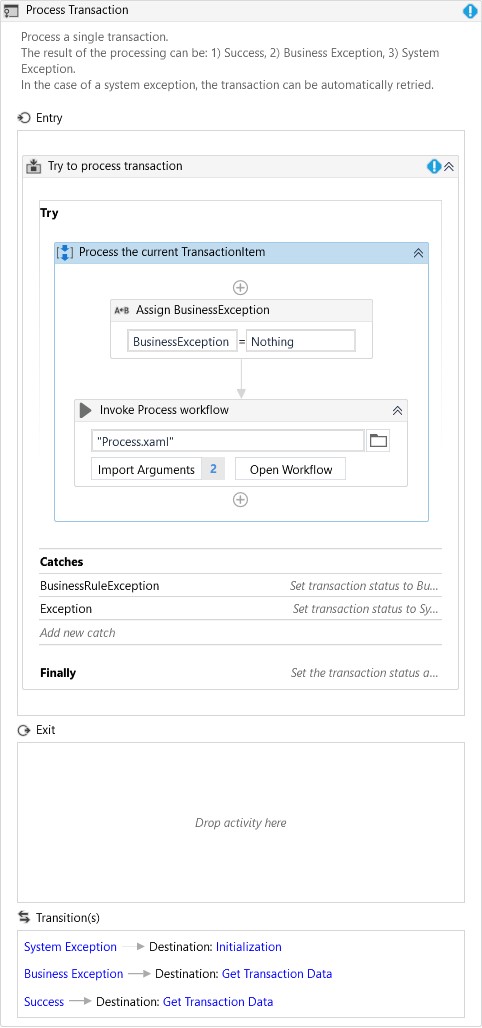 Process Transaction
Process a single transaction.
The result of the processing can be: 1) Success, 2) Business Exception, 3) System
Exception.
In the case of a system exception, the transaction can be automatically retried.
Entry
Try to process transaction
Try
Process the current TransactionItem
A+B Assign BusinessException
BusinessException = Nothing
Invoke Process workflow
"Process.xaml"
Import Arguments 2 Open Workflow
Catches
BusinessRuleException Set transaction status to Bu...
Exception Set transaction status to Sy...
Add new catch
Finally Set the transaction status a...
Exit
Drop activity here
Transition(s)
System Exception Destination: Initialization
Business Exception Destination: Get Transaction Data
Success Destination: Get Transaction Data